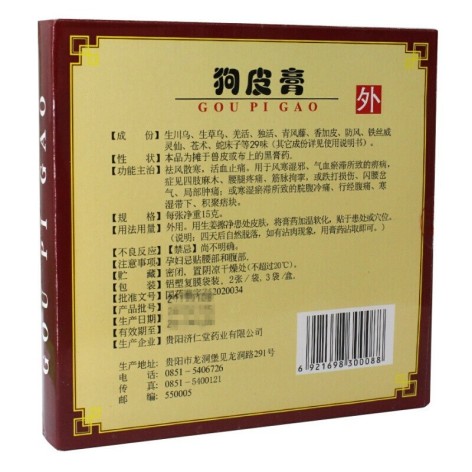 狗皮膏
GOU PI GAO
外
【成　份】生川乌、生草乌、羌活、独活、青风藤、香加皮、防风、铁丝威
灵仙、苍术、蛇床子等29味（其它成份详见使用说明书）。
【性　状】本品为摊于兽皮或布上的黑膏药。
【功能主治】祛风散寒，活血止痛。用于风寒湿邪、气血瘀滞所致的痹病，
症见四肢麻木、腰腿疼痛、筋脉拘挛，或跌打损伤、闪腰岔
气、局部肿痛；或寒湿瘀滞所致的脘腹冷痛、行经腹痛、寒
湿带下、积聚痞块。
【规　格】每张净重15克。
【用法用量】外用。用生姜擦净患处皮肤，将膏药加温软化，贴于患处或穴位。
（说明：四天后自然脱落，如有沾肉现象，用膏药沾取即可。）
【不良反应】【禁忌】尚不明确。
【注意事项】孕妇忌贴腰部和腹部。
【贮　藏】密闭，置阴凉干燥处(不超过20℃)。
【包　装】铝塑复膜袋装。2张/袋，3袋/盒。
【批准文号】2020034
【产品批号】
【生产日期】
【有效期至】
【生产企业】贵阳济仁堂药业有限公司
生产地址：贵阳市龙洞堡见龙洞路291号
电　话：0851-5406726
传　真：0851-5400121
邮　编：550005
6 921698 300088
GOU PI GAO